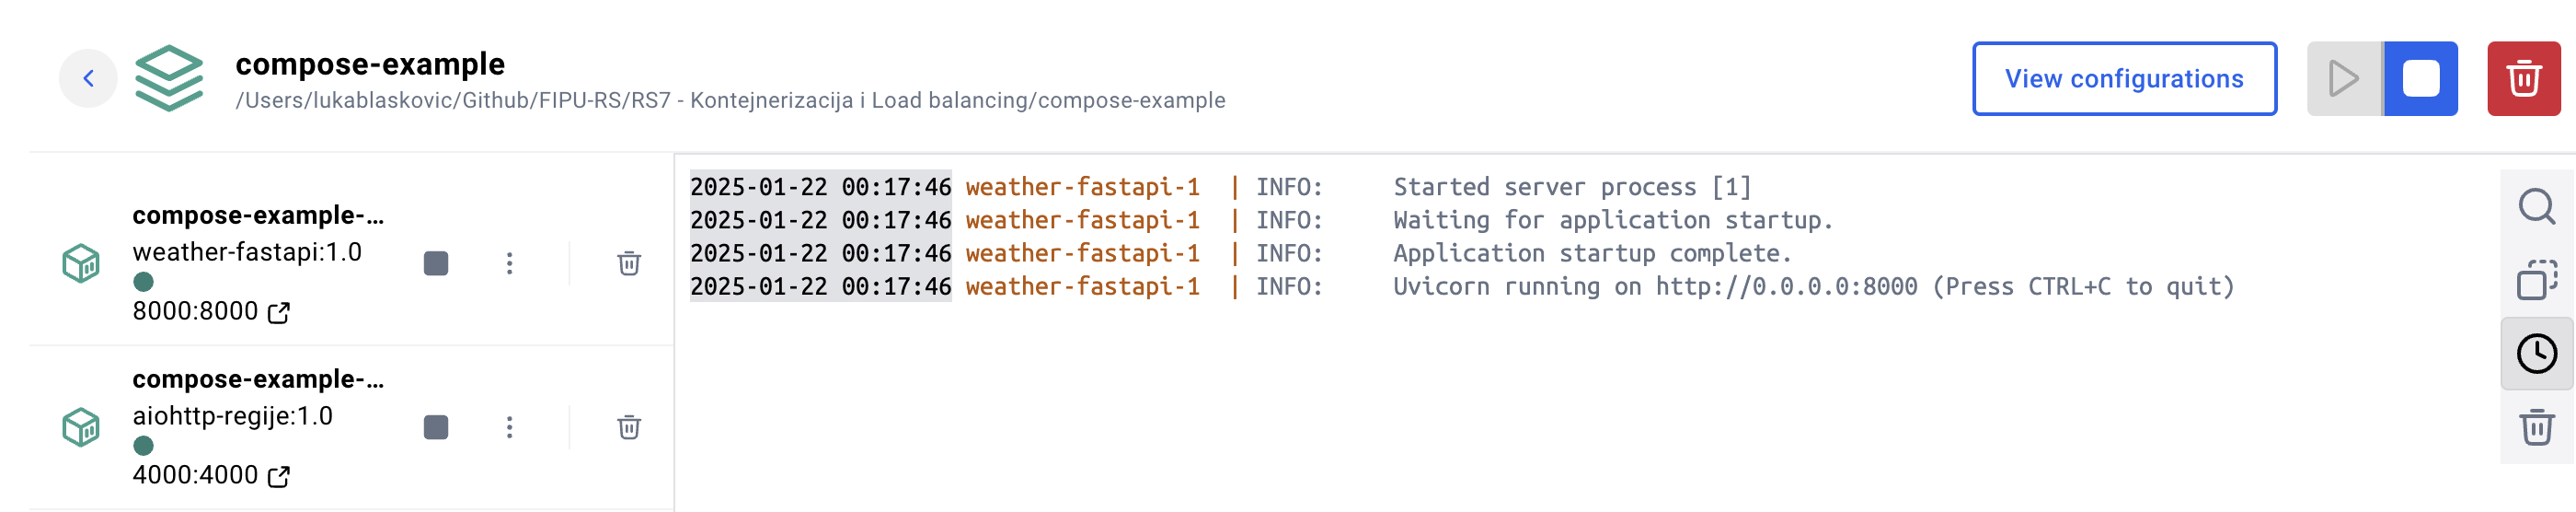 compose-example
/Users/lukablaskovic/Github/FIPU-RS/RS7 - Kontejnerizacija i Load balancing/compose-example
View configurations
compose-example-...
weather-fastapi:1.0
8000:8000
compose-example-...
aiohttp-regije:1.0
4000:4000
2025-01-22 00:17:46 weather-fastapi-1 | INFO: Started server process [1]
2025-01-22 00:17:46 weather-fastapi-1 | INFO: Waiting for application startup.
2025-01-22 00:17:46 weather-fastapi-1 | INFO: Application startup complete.
2025-01-22 00:17:46 weather-fastapi-1 | INFO: Uvicorn running on http://0.0.0.0:8000 (Press CTRL+C to quit)